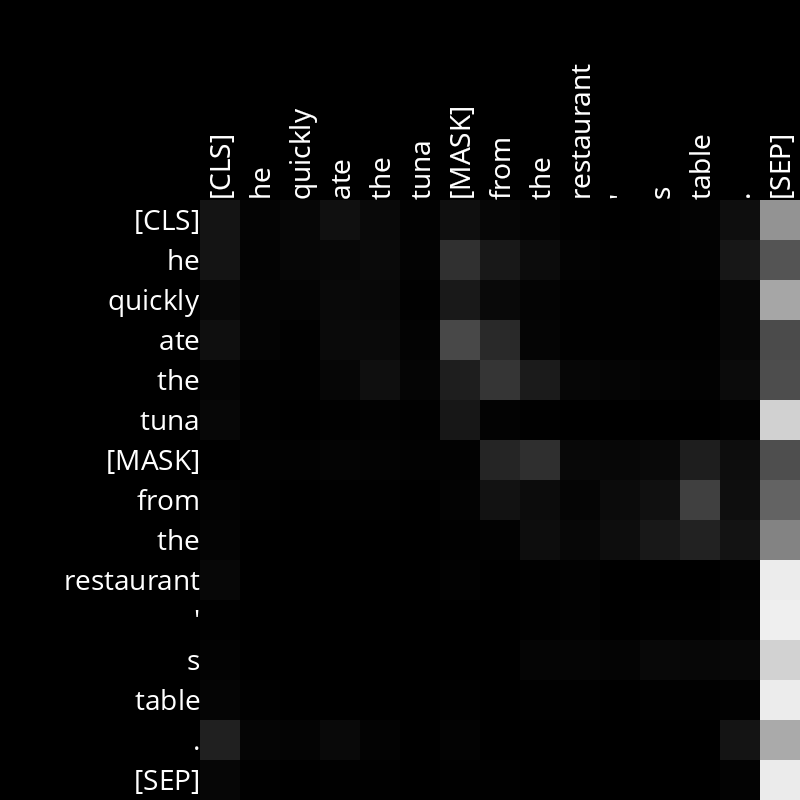 [CLS] he quickly ate the tuna [MASK] from the restaurant ' s table . [SEP]
[CLS]
he
quickly
ate
the
tuna
[MASK]
from
the
restaurant
'
s
table
.
[SEP]